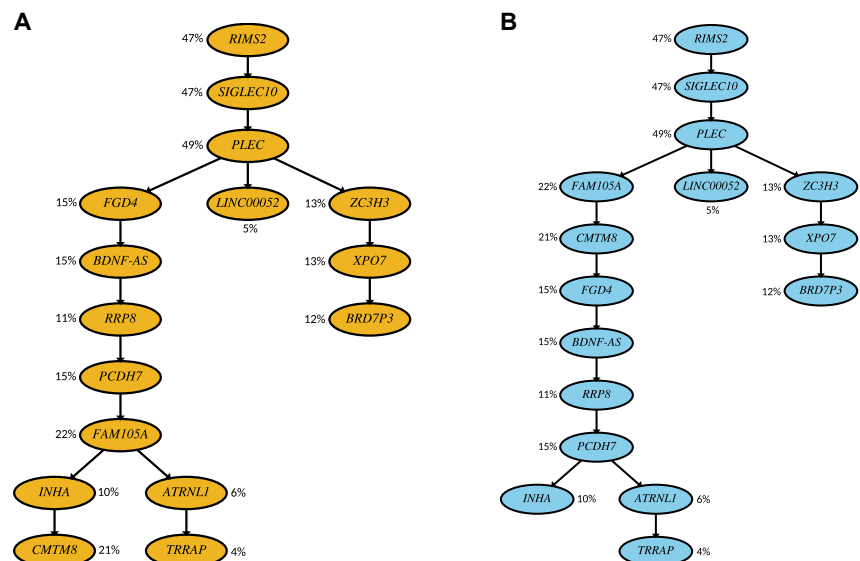 A
47% RIMS2
47% SIGLEC10
49% PLEC
15% FGD4
LINC00052
5%
13% ZC3H3
15% BDNF-AS
13% XPO7
11% RRP8
12% BRD7P3
15% PCDH7
22% FAM105A
INHA 10%
ATRNL1 6%
CMTM8 21%
TRRAP 4%
B
47% RIMS2
47% SIGLEC10
49% PLEC
22% FAM105A
LINC00052
5%
13% ZC3H3
21% CMTM8
13% XPO7
15% FGD4
12% BRD7P3
15% BDNF-AS
11% RRP8
15% PCDH7
INHA 10%
ATRNL1 6%
TRRAP 4%